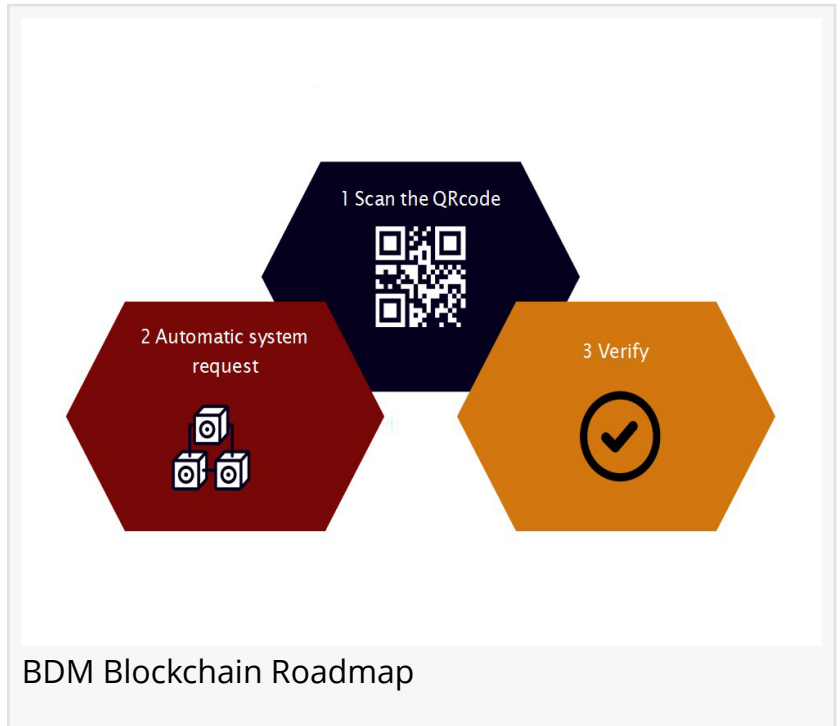 1 Scan the QRcode
2 Automatic system
request
3 Verify
BDM Blockchain Roadmap